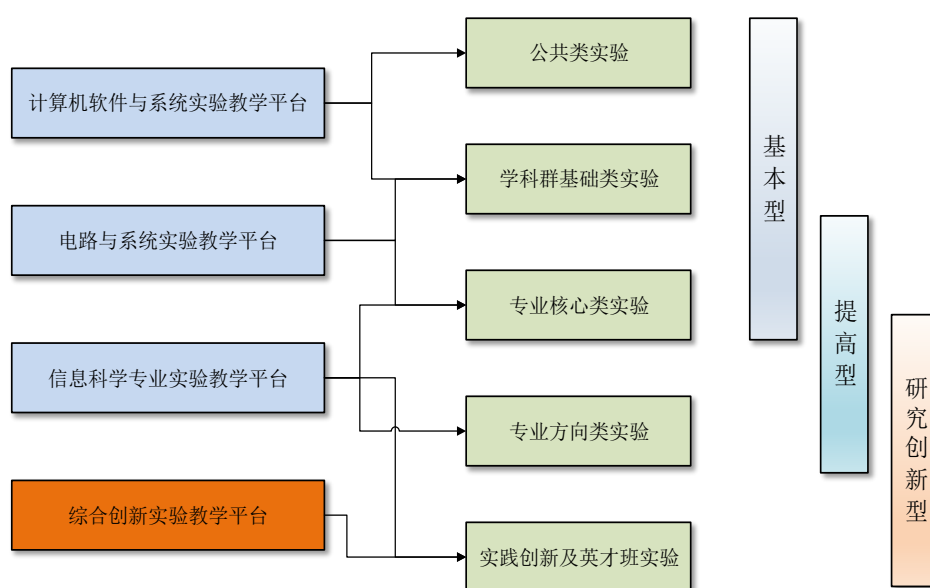 计算机软件与系统实验教学平台
电路与系统实验教学平台
信息科学专业实验教学平台
综合创新实验教学平台
公共类实验
学科群基础类实验
专业核心类实验
专业方向类实验
实践创新及英才班实验
基本型
提高型
研究创新型